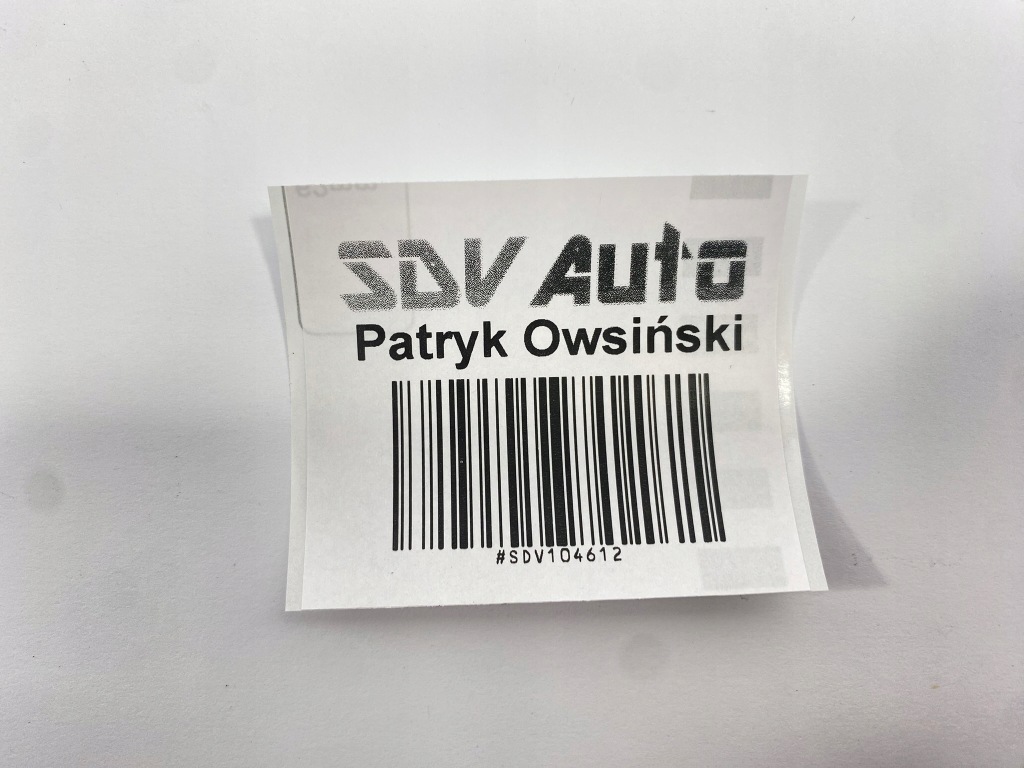 SDV Auto
Patryk Owsiński
#SDV104612